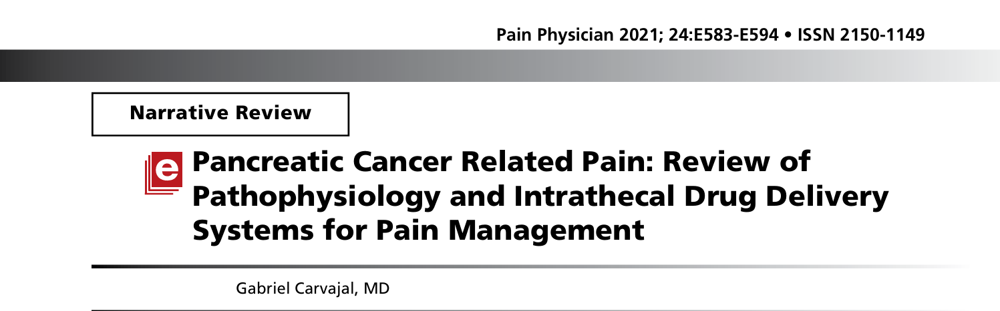 Pain Physician 2021; 24:E583-E594 • ISSN 2150-1149
Narrative Review
e
Pancreatic Cancer Related Pain: Review of
Pathophysiology and Intrathecal Drug Delivery
Systems for Pain Management
Gabriel Carvajal, MD